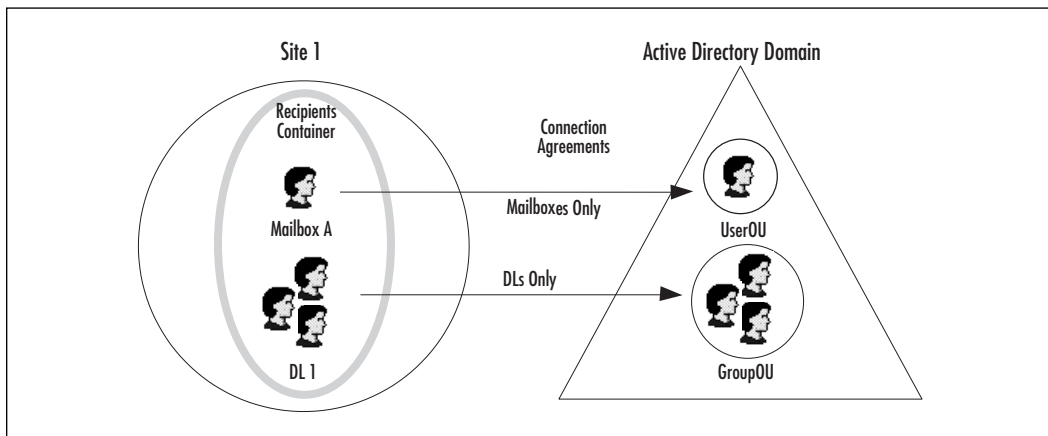 Site 1
Active Directory Domain
Recipients
Container
Connection
Agreements
Mailbox A
Mailboxes Only
UserOU
DLs Only
DL 1
GroupOU